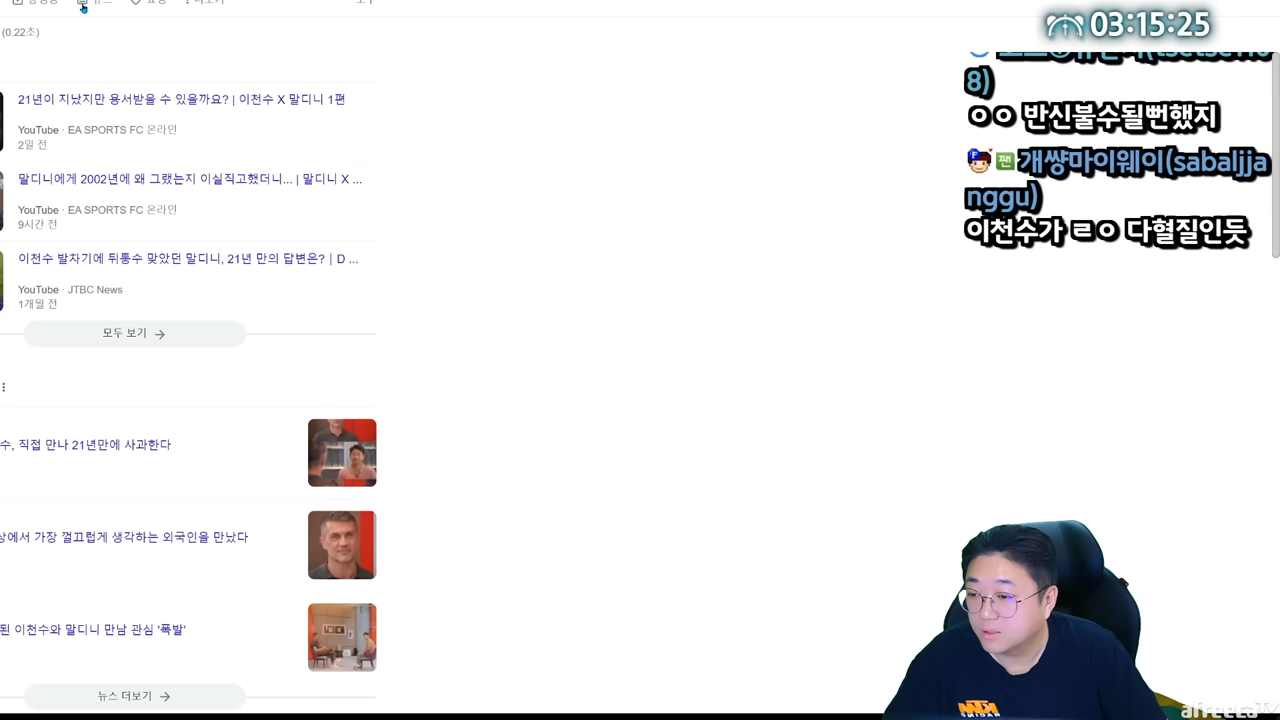 뉴스
(0.22초)
03:15:25
8)
ㅇㅇ 반신불수될뻔했지
팬 개썅마이웨이(sabaljja
nggu)
이천수가 ㄹㅇ 다혈질인듯
21년이 지났지만 용서받을 수 있을까요? | 이천수 X 말디니 1편
YouTube · EA SPORTS FC 온라인
2일 전
말디니에게 2002년에 왜 그랬는지 이실직고했더니... | 말디니 X ...
YouTube · EA SPORTS FC 온라인
9시간 전
이천수 발차기에 뒤통수 맞았던 말디니, 21년 만의 답변은? | D ...
YouTube · JTBC News
1개월 전
모두 보기
수, 직접 만나 21년만에 사과한다
상에서 가장 껄끄럽게 생각하는 외국인을 만났다
된 이천수와 말디니 만남 관심 '폭발'
뉴스 더보기
afreecaTV